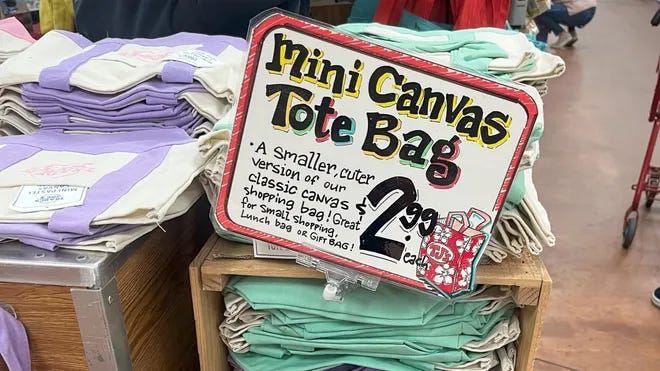 Mini Canvas
Tote Bag
• A smaller, cuter
version of our
classic canvas
shopping bag! Great
for small shopping,
Lunch bag or GIFT BAG!
$2.99
each
TJ's